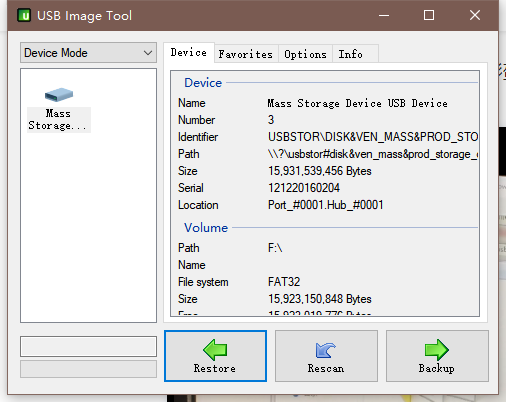 USB Image Tool
Device Mode
Mass
Storage...
Device Favorites Options Info
Device
Name Mass Storage Device USB Device
Number 3
Identifier USBSTOR\DISK&VEN_MASS&PROD_STO
Path \\?\usbstor#disk&ven_mass&prod_storage_
Size 15,931,539,456 Bytes
Serial 121220160204
Location Port_#0001.Hub_#0001
Volume
Path F:\
Name
File system FAT32
Size 15,923,150,848 Bytes
Restore Rescan Backup